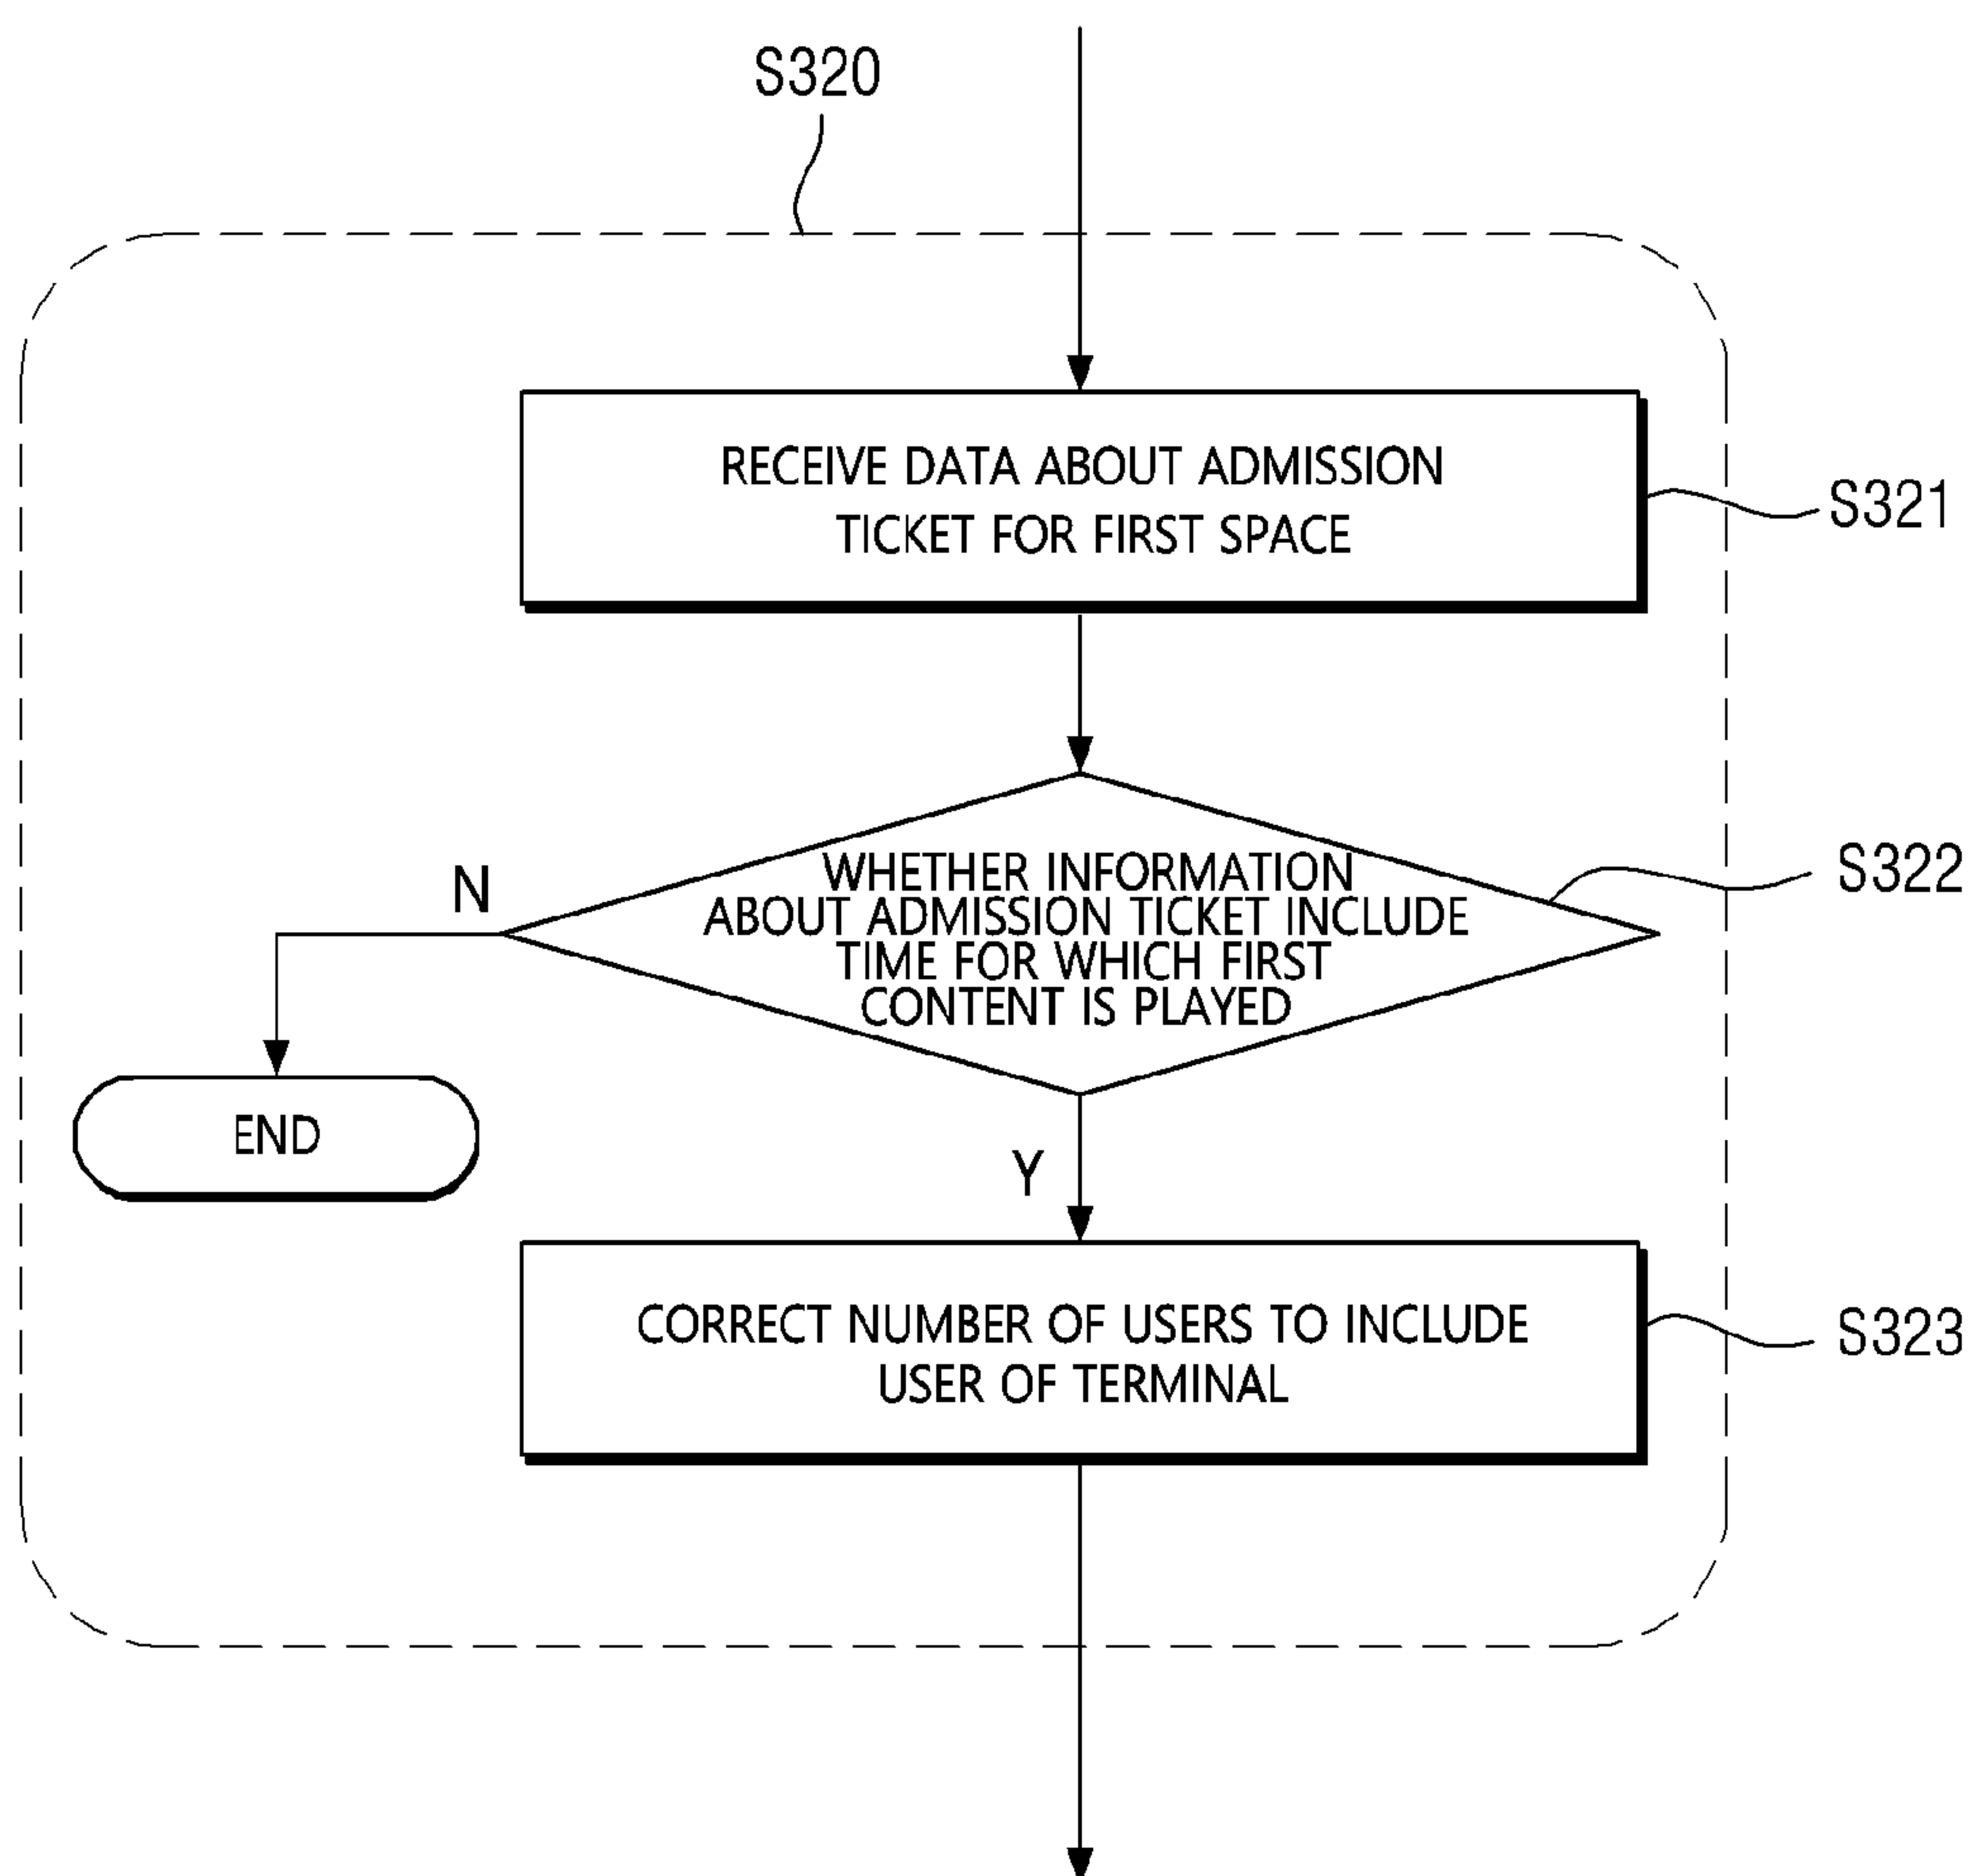 S320
RECEIVE DATA ABOUT ADMISSION
TICKET FOR FIRST SPACE
S321
WHETHER INFORMATION
ABOUT ADMISSION TICKET INCLUDE
TIME FOR WHICH FIRST
CONTENT IS PLAYED
S322
N
END
Y
CORRECT NUMBER OF USERS TO INCLUDE
USER OF TERMINAL
S323